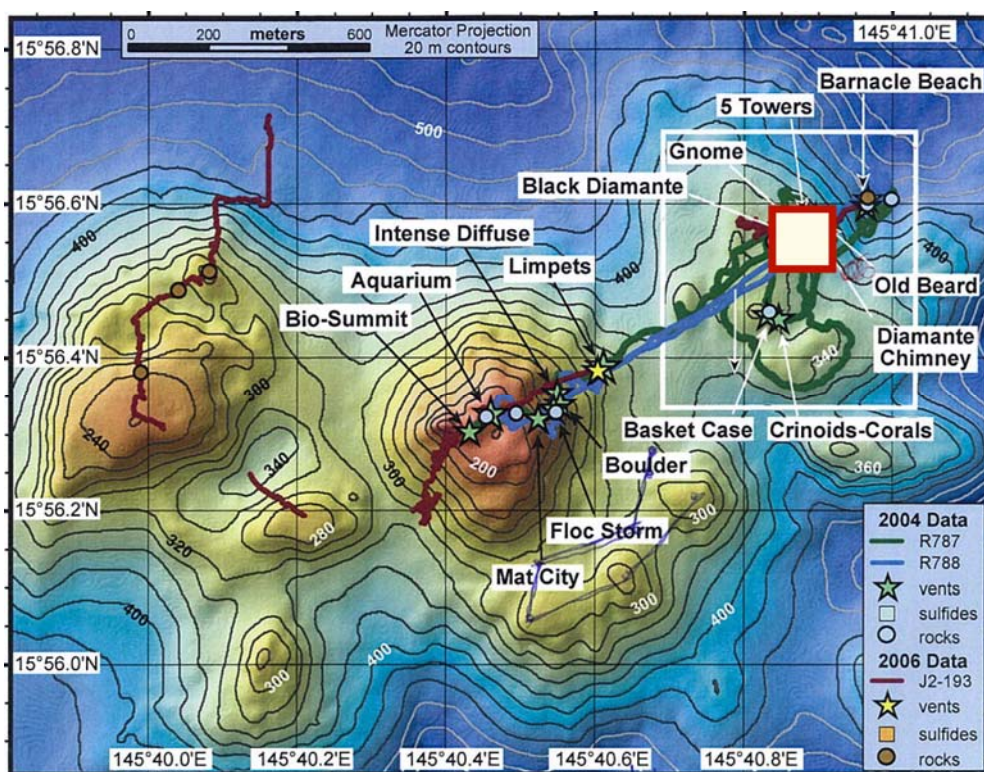 0 200 meters 600
Mercator Projection
20 m contours
145°41.0'E
15°56.8'N
Barnacle Beach
5 Towers
500
Gnome
Black Diamante
15°56.6'N
400
Intense Diffuse
400
400
Aquarium
Limpets
Old Beard
Bio-Summit
Diamante
Chimney
340
15°56.4'N
300
240
300
Basket Case
Crinoids-Corals
200
340
Boulder
360
15°56.2'N
300
280
Floc Storm
320
Mat City
300
400
400
400
15°56.0'N
300
145°40.0'E
145°40.2'E
145°40.4'E
145°40.6'E
145°40.8'E
2004 Data
R787
R788
vents
sulfides
rocks
2006 Data
J2-193
vents
sulfides
rocks